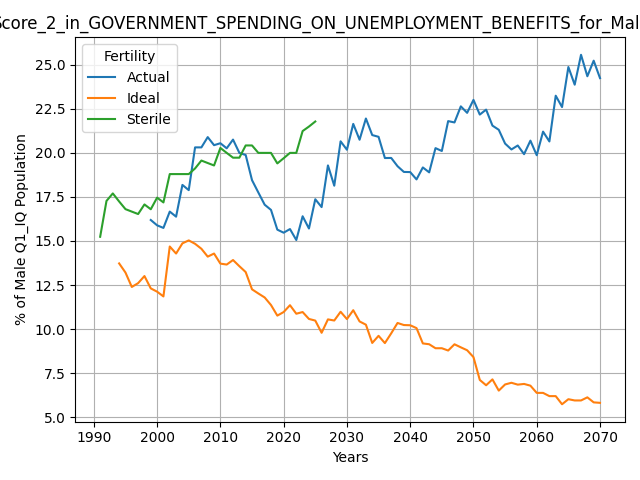 Score_2_in_GOVERNMENT_SPENDING_ON_UNEMPLOYMENT_BENEFITS_for_Mal
Fertility
Actual
Ideal
Sterile
% of Male Q1_IQ Population
25.0
22.5
20.0
17.5
15.0
12.5
10.0
7.5
5.0
1990 2000 2010 2020 2030 2040 2050 2060 2070
Years